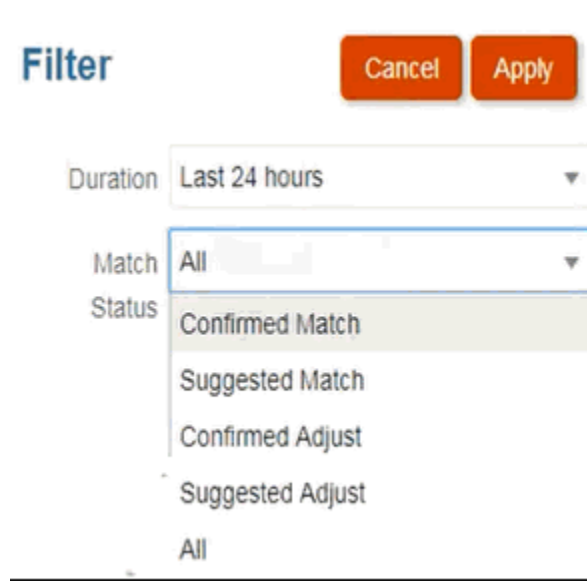 Filter
Cancel Apply
Duration Last 24 hours
Match All
Status
Confirmed Match
Suggested Match
Confirmed Adjust
Suggested Adjust
All